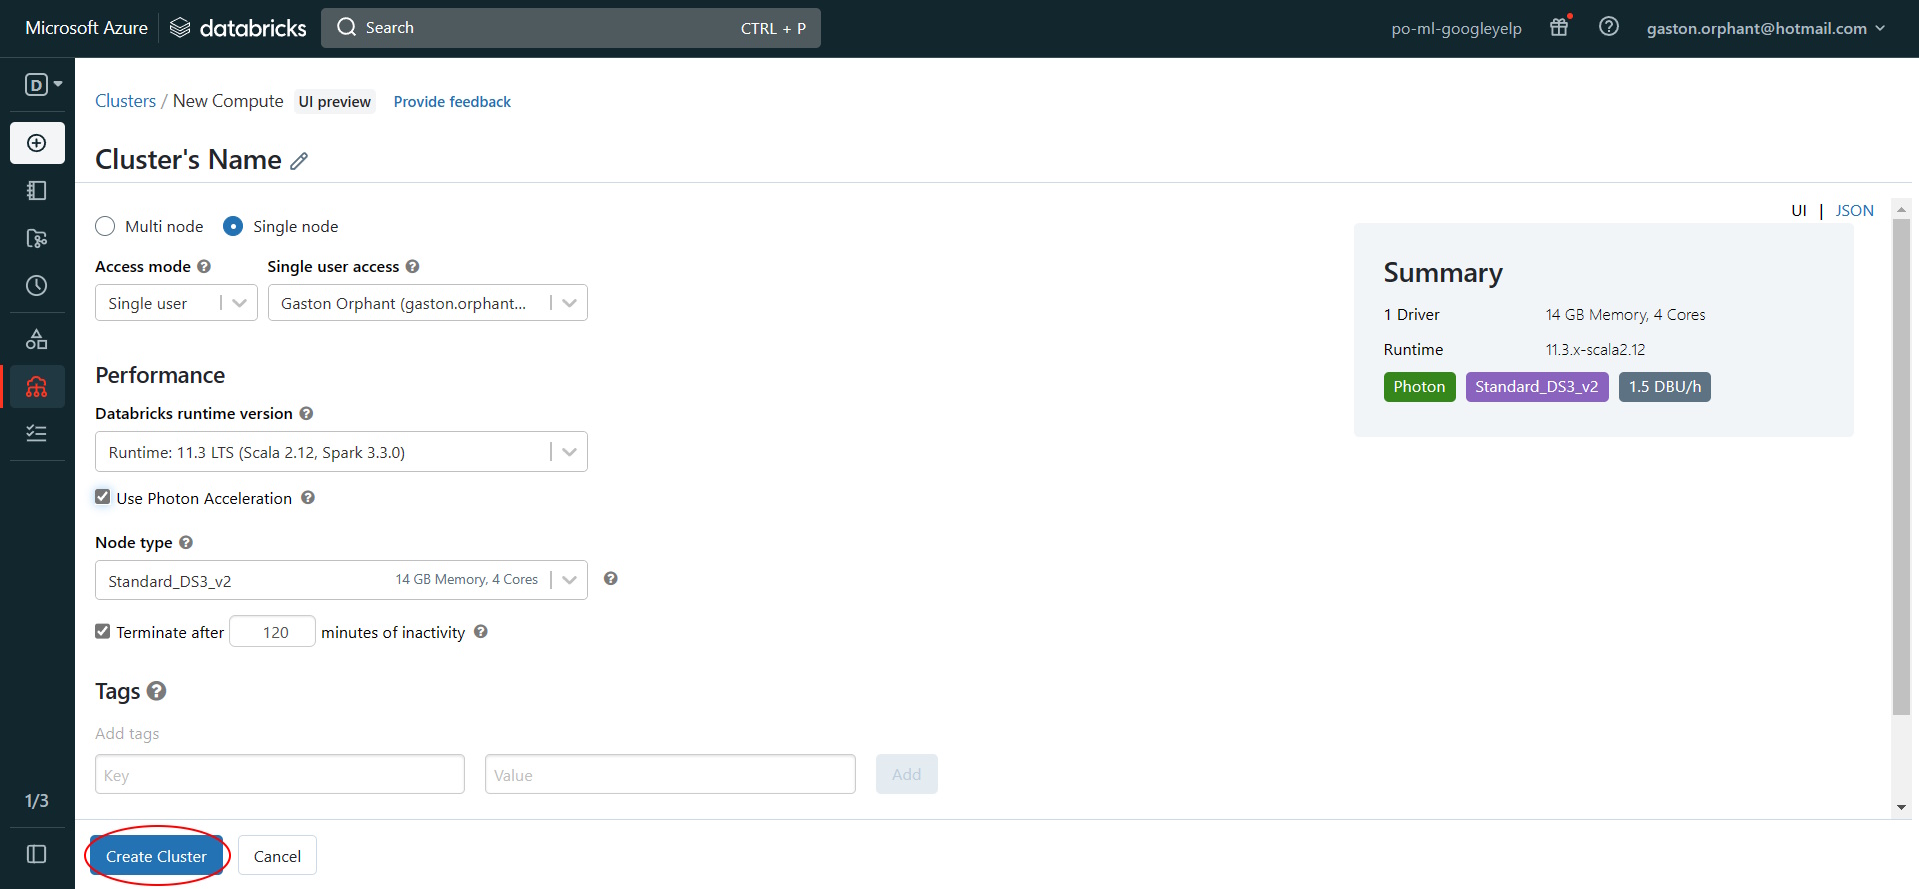 Microsoft Azure databricks Search CTRL + P po-ml-googleyelp gaston.orphant@hotmail.com
D
Clusters / New Compute UI preview Provide feedback
Cluster's Name
UI | JSON
Multi node Single node
Access mode Single user access
Single user Gaston Orphant (gaston.orphant...
Summary
1 Driver 14 GB Memory, 4 Cores
Runtime 11.3.x-scala2.12
Photon Standard_DS3_v2 1.5 DBU/h
Performance
Databricks runtime version
Runtime: 11.3 LTS (Scala 2.12, Spark 3.3.0)
Use Photon Acceleration
Node type
Standard_DS3_v2 14 GB Memory, 4 Cores
Terminate after 120 minutes of inactivity
Tags
Add tags
Key Value Add
1/3
Create Cluster Cancel